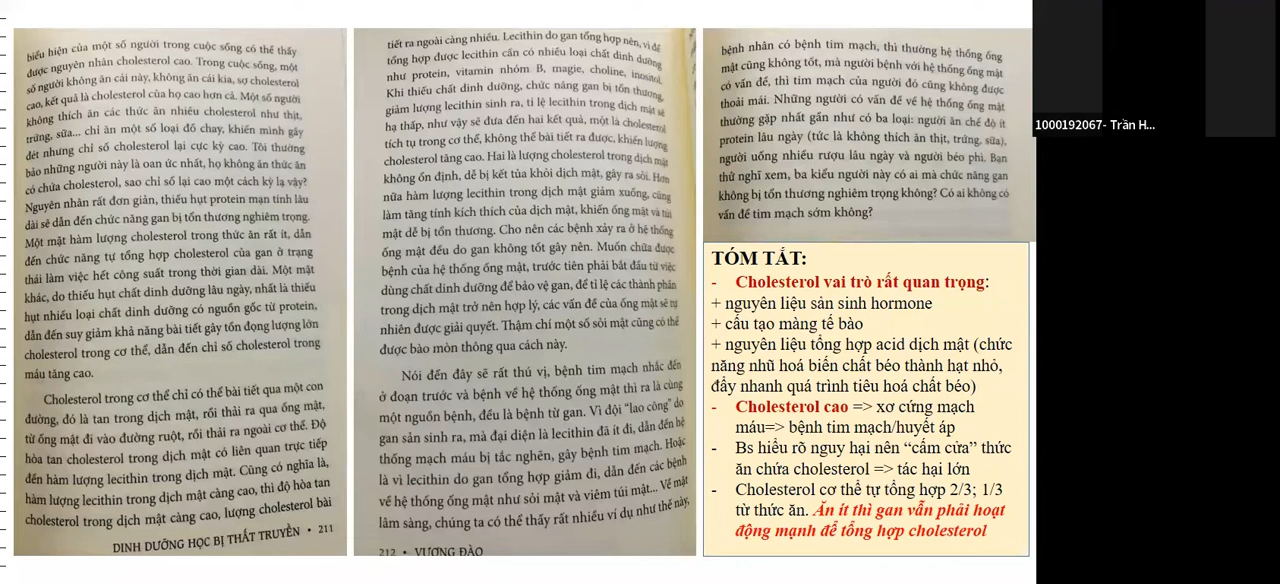 biểu hiện của một số người trong cuộc sống có thể thấy
được nguyên nhân cholesterol cao. Trong cuộc sống, một
số người không ăn cái này, không ăn cái kia, sợ cholesterol
cao, kết quả là cholesterol của họ cao hơn cả. Một số người
không thích ăn các thức ăn nhiều cholesterol như thịt,
trứng, sữa... chỉ ăn một số loại đồ chay, khiến mình gầy
đét nhưng chỉ số cholesterol lại cực kỳ cao. Tôi thường
bảo những người này là oan ức nhất, họ không ăn thức ăn
có chứa cholesterol, sao chỉ số lại cao một cách kỳ lạ vậy?
Nguyên nhân rất đơn giản, thiếu hụt protein mạn tính lâu
dài sẽ dẫn đến chức năng gan bị tổn thương nghiêm trọng.
Một mặt hàm lượng cholesterol trong thức ăn rất ít, dẫn
đến chức năng tự tổng hợp cholesterol của gan ở trạng
thái làm việc hết công suất trong thời gian dài. Một mặt
khác, do thiếu hụt chất dinh dưỡng lâu ngày, nhất là thiếu
hụt nhiều loại chất dinh dưỡng có nguồn gốc từ protein,
dẫn đến suy giảm khả năng bài tiết gây tồn đọng lượng lớn
cholesterol trong cơ thể, dẫn đến chỉ số cholesterol trong
máu tăng cao.
Cholesterol trong cơ thể chỉ có thể bài tiết qua một con
đường, đó là tan trong dịch mật, rồi thải ra qua ống mật,
từ ống mật đi vào đường ruột, rồi thải ra ngoài cơ thể. Độ
hòa tan cholesterol trong dịch mật có liên quan trực tiếp
đến hàm lượng lecithin trong dịch mật. Cũng có nghĩa là,
hàm lượng lecithin trong dịch mật càng cao, thì độ hòa tan
cholesterol trong dịch mật càng cao, lượng cholesterol bài
DINH DƯỠNG HỌC BỊ THẤT TRUYỀN • 211
tiết ra ngoài càng nhiều. Lecithin do gan tổng hợp nên, vì để
tổng hợp được lecithin cần có nhiều loại chất dinh dưỡng
như protein, vitamin nhóm B, magie, choline, inositol.
Khi thiếu chất dinh dưỡng, chức năng gan bị tổn thương,
giảm lượng lecithin sinh ra, tỉ lệ lecithin trong dịch mật sẽ
hạ thấp, như vậy sẽ đưa đến hai kết quả, một là cholesterol
tích tụ trong cơ thể, không thể bài tiết ra được, khiến lượng
cholesterol tăng cao. Hai là lượng cholesterol trong dịch mật
không ổn định, dễ bị kết tủa khỏi dịch mật, gây ra sỏi. Hơn
nữa hàm lượng lecithin trong dịch mật giảm xuống, cũng
làm tăng tính kích thích của dịch mật, khiến ống mật và túi
mật dễ bị tổn thương. Cho nên các bệnh xảy ra ở hệ thống
ống mật đều do gan không tốt gây nên. Muốn chữa được
bệnh của hệ thống ống mật, trước tiên phải bắt đầu từ việc
dùng chất dinh dưỡng để bảo vệ gan, để tỉ lệ các thành phần
trong dịch mật trở nên hợp lý, các vấn đề của ống mật sẽ tự
nhiên được giải quyết. Thậm chí một số sỏi mật cũng có thể
được bào mòn thông qua cách này.
Nói đến đây sẽ rất thú vị, bệnh tim mạch nhắc đến
ở đoạn trước và bệnh về hệ thống ống mật thì ra là cùng
một nguồn bệnh, đều là bệnh từ gan. Vì đội "lao công" do
gan sản sinh ra, mà đại diện là lecithin đã ít đi, dẫn đến hệ
thống mạch máu bị tắc nghẽn, gây bệnh tim mạch. Hoặc
là vì lecithin do gan tổng hợp giảm đi, dẫn đến các bệnh
về hệ thống ống mật như sỏi mật và viêm túi mật... Về mặt
lâm sàng, chúng ta có thể thấy rất nhiều ví dụ như thế này,
212 • VƯƠNG ĐÀO
bệnh nhân có bệnh tim mạch, thì thường hệ thống ống
mật cũng không tốt, mà người bệnh với hệ thống ống mật
có vấn đề, thì tim mạch của người đó cũng không được
thoải mái. Những người có vấn đề về hệ thống ống mật
thường gặp nhất gần như có ba loại: người ăn chế độ ít
protein lâu ngày (tức là không thích ăn thịt, trứng, sữa),
người uống nhiều rượu lâu ngày và người béo phì. Bạn
thử nghĩ xem, ba kiểu người này có ai mà chức năng gan
không bị tổn thương nghiêm trọng không? Có ai không có
vấn đề tim mạch sớm không?
TÓM TẮT:
- Cholesterol vai trò rất quan trọng:
+ nguyên liệu sản sinh hormone
+ cấu tạo màng tế bào
+ nguyên liệu tổng hợp acid dịch mật (chức
năng nhũ hoá biến chất béo thành hạt nhỏ,
đẩy nhanh quá trình tiêu hoá chất béo)
- Cholesterol cao => xơ cứng mạch
máu=> bệnh tim mạch/huyết áp
- Bs hiểu rõ nguy hại nên “cấm cửa” thức
ăn chứa cholesterol => tác hại lớn
- Cholesterol cơ thể tự tổng hợp 2/3; 1/3
từ thức ăn. Ăn ít thì gan vẫn phải hoạt
động mạnh để tổng hợp cholesterol
1000192067- Trần H...